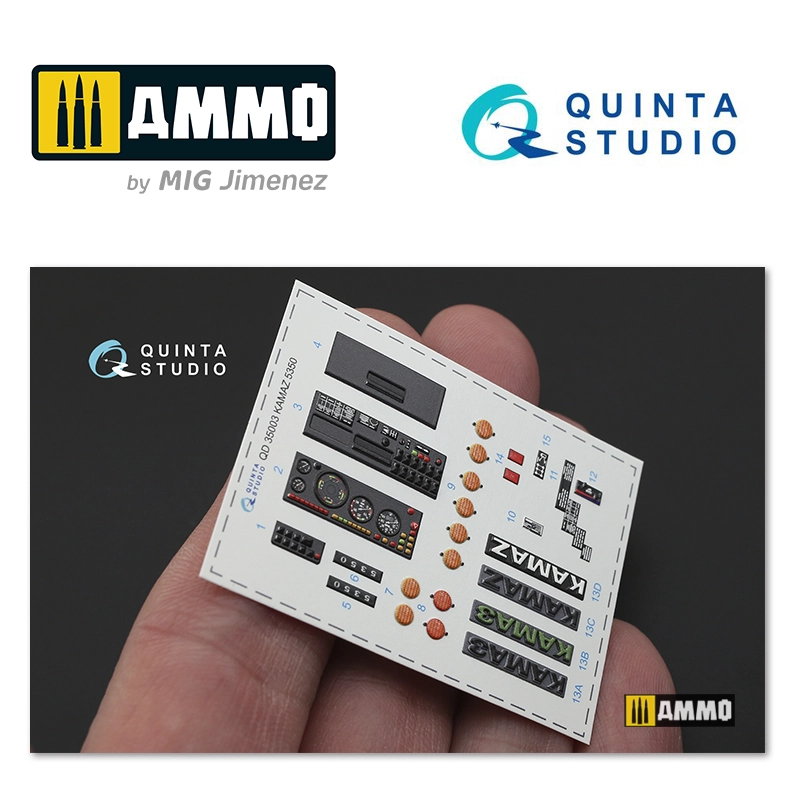 AMMO
by MIG Jimenez
QUINTA
STUDIO
QUINTA
STUDIO
QUINTA
STUDIO
QD 35003 KAMAZ 5350
4
3
2
1
5350
6
5350
5
7
8
9
14
15
11
12
10
KAMAZ
13D
KAMAZ
13C
КАМАЗ
13B
КАМАЗ
13A
AMMO